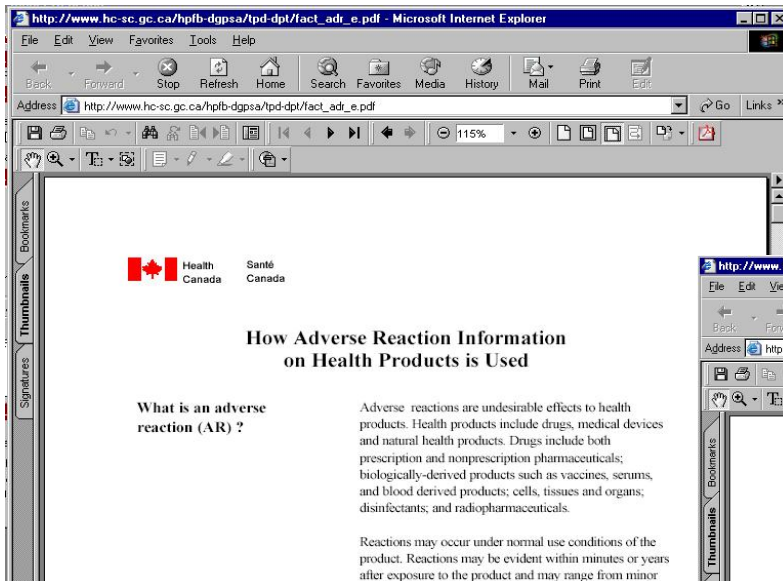 http://www.hc-sc.gc.ca/hpfb-dgpsa/tpd-dpt/fact_adr_e.pdf - Microsoft Internet Explorer
File Edit View Favorites Tools Help
Back Forward Stop Refresh Home Search Favorites Media History Mail Print Edit
Address http://www.hc-sc.gc.ca/hpfb-dgpsa/tpd-dpt/fact_adr_e.pdf Go Links »
115%
Bookmarks
Thumbnails
Signatures
Health Santé
Canada Canada
How Adverse Reaction Information
on Health Products is Used
What is an adverse
reaction (AR) ?
Adverse reactions are undesirable effects to health
products. Health products include drugs, medical devices
and natural health products. Drugs include both
prescription and nonprescription pharmaceuticals;
biologically-derived products such as vaccines, serums,
and blood derived products; cells, tissues and organs;
disinfectants; and radiopharmaceuticals.
Reactions may occur under normal use conditions of the
product. Reactions may be evident within minutes or years
after exposure to the product and may range from minor
http://www.
File Edit Vie
Back Forw
Address http
Bookmarks
Thumbnails